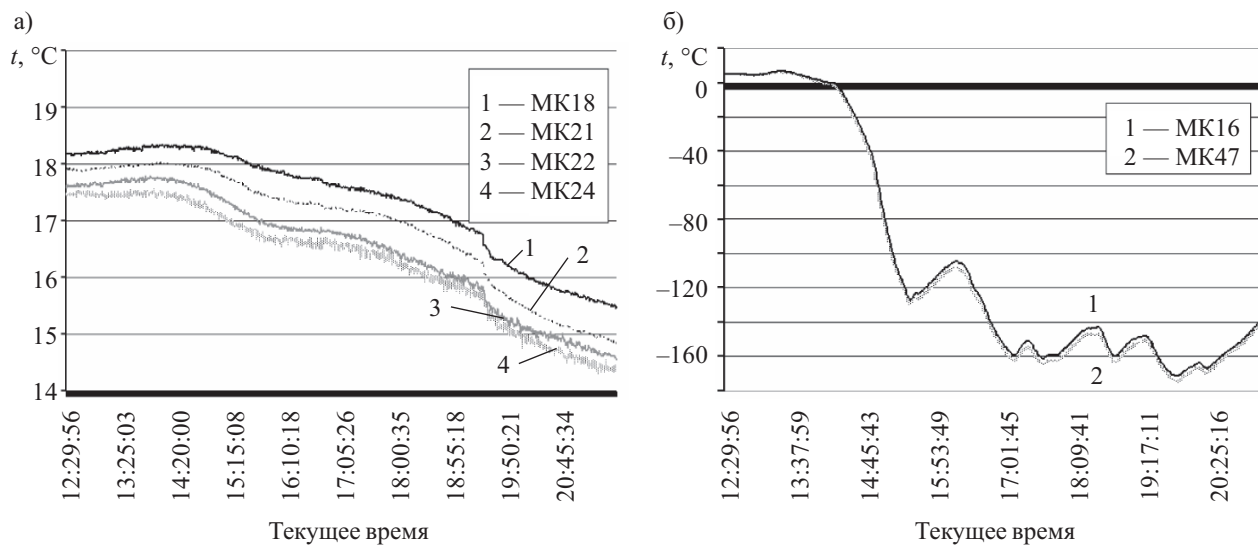 а)
t, °C
19
18
17
16
15
14
1 — МК18
2 — МК21
3 — МК22
4 — МК24
1
2
3
4
12:29:56
13:25:03
14:20:00
15:15:08
16:10:18
17:05:26
18:00:35
18:55:18
19:50:21
20:45:34
Текущее время
б)
t, °C
0
−40
−80
−120
−160
1 — МК16
2 — МК47
1
2
12:29:56
13:37:59
14:45:43
15:53:49
17:01:45
18:09:41
19:17:11
20:25:16
Текущее время